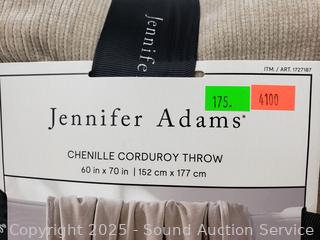 Jennife
ITM. / ART. 1727187
175.
4100
Jennifer Adams®
CHENILLE CORDUROY THROW
60 in x 70 in | 152 cm x 177 cm
Copyright 2025 - Sound Auction Service